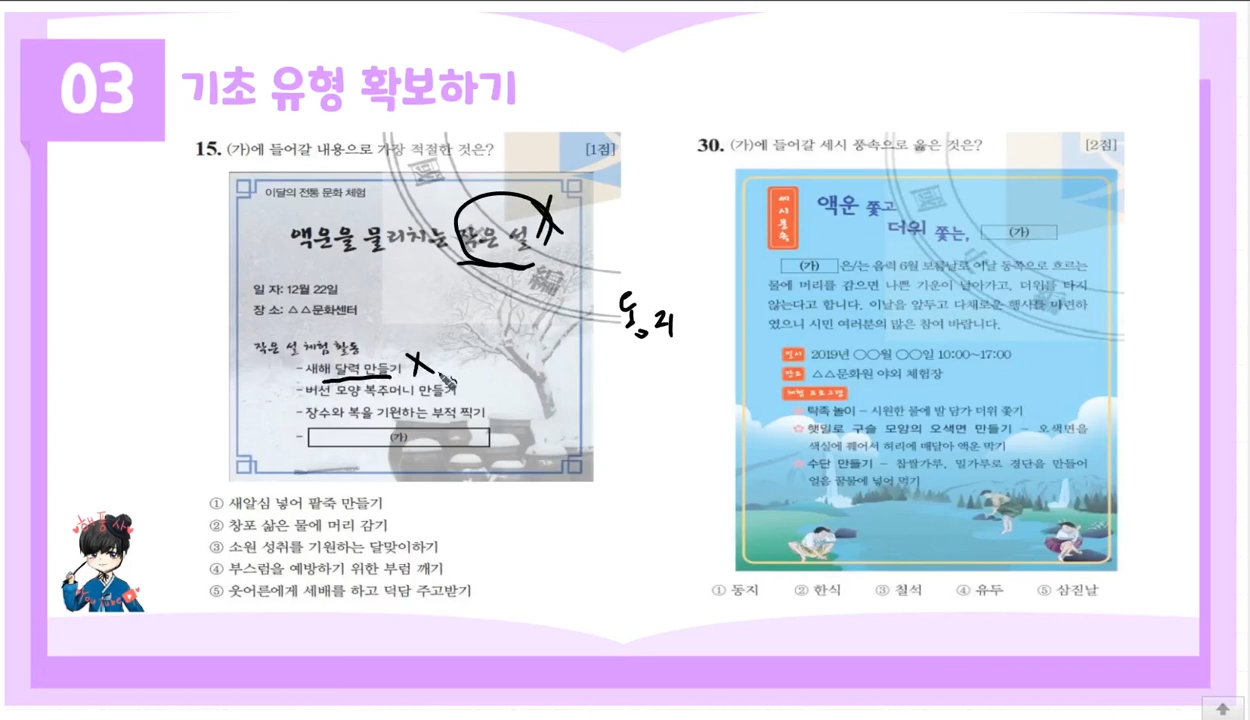 03 기초 유형 확보하기
15. (가)에 들어갈 내용으로 가장 적절한 것은? [1점]
이달의 전통 문화 체험
액운을 물리치는 작은 설
일 자: 12월 22일
장 소: △△문화센터
작은 설 체험 활동
- 새해 달력 만들기
- 버선 모양 복주머니 만들기
- 장수와 복을 기원하는 부적 찍기
- (가)
① 새알심 넣어 팥죽 만들기
② 창포 삶은 물에 머리 감기
③ 소원 성취를 기원하는 달맞이하기
④ 부스럼을 예방하기 위한 부럼 깨기
⑤ 웃어른에게 세배를 하고 덕담 주고받기
해품사
YouTube
30. (가)에 들어갈 세시 풍속으로 옳은 것은? [2점]
세시풍속
액운 쫓고
더위 쫓는, (가)
(가) 은/는 음력 6월 보름날로 이날 동쪽으로 흐르는
물에 머리를 감으면 나쁜 기운이 날아가고, 더위를 타지
않는다고 합니다. 이날을 앞두고 다채로운 행사를 마련하
였으니 시민 여러분의 많은 참여 바랍니다.
일시 2019년 ○○월 ○○일 10:00~17:00
장소 △△문화원 야외 체험장
체험 프로그램
탁족 놀이 - 시원한 물에 발 담가 더위 쫓기
햇밀로 구슬 모양의 오색면 만들기 - 오색면을
색실에 꿰어서 허리에 매달아 액운 막기
수단 만들기 - 찹쌀가루, 밀가루로 경단을 만들어
얼음 꿀물에 넣어 먹기
① 동지 ② 한식 ③ 칠석 ④ 유두 ⑤ 삼짇날